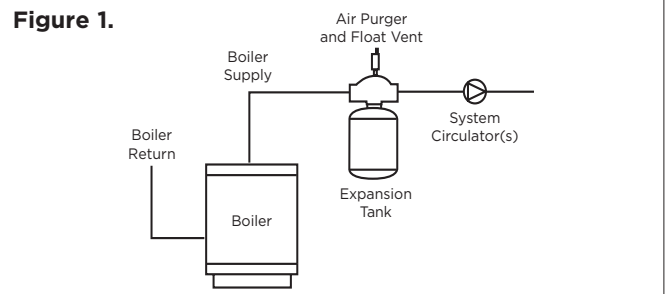 Figure 1.
Air Purger
and Float Vent
Boiler
Supply
System
Circulator(s)
Boiler
Return
Expansion
Tank
Boiler